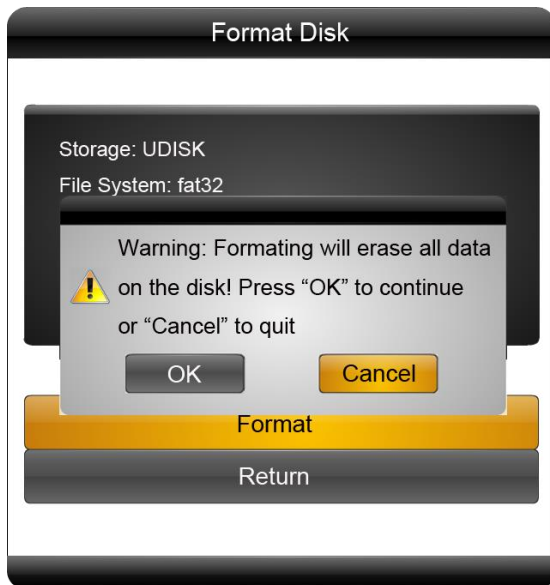 Format Disk
Storage: UDISK
File System: fat32
Warning: Formating will erase all data
on the disk! Press “OK” to continue
or “Cancel” to quit
OK
Cancel
Format
Return